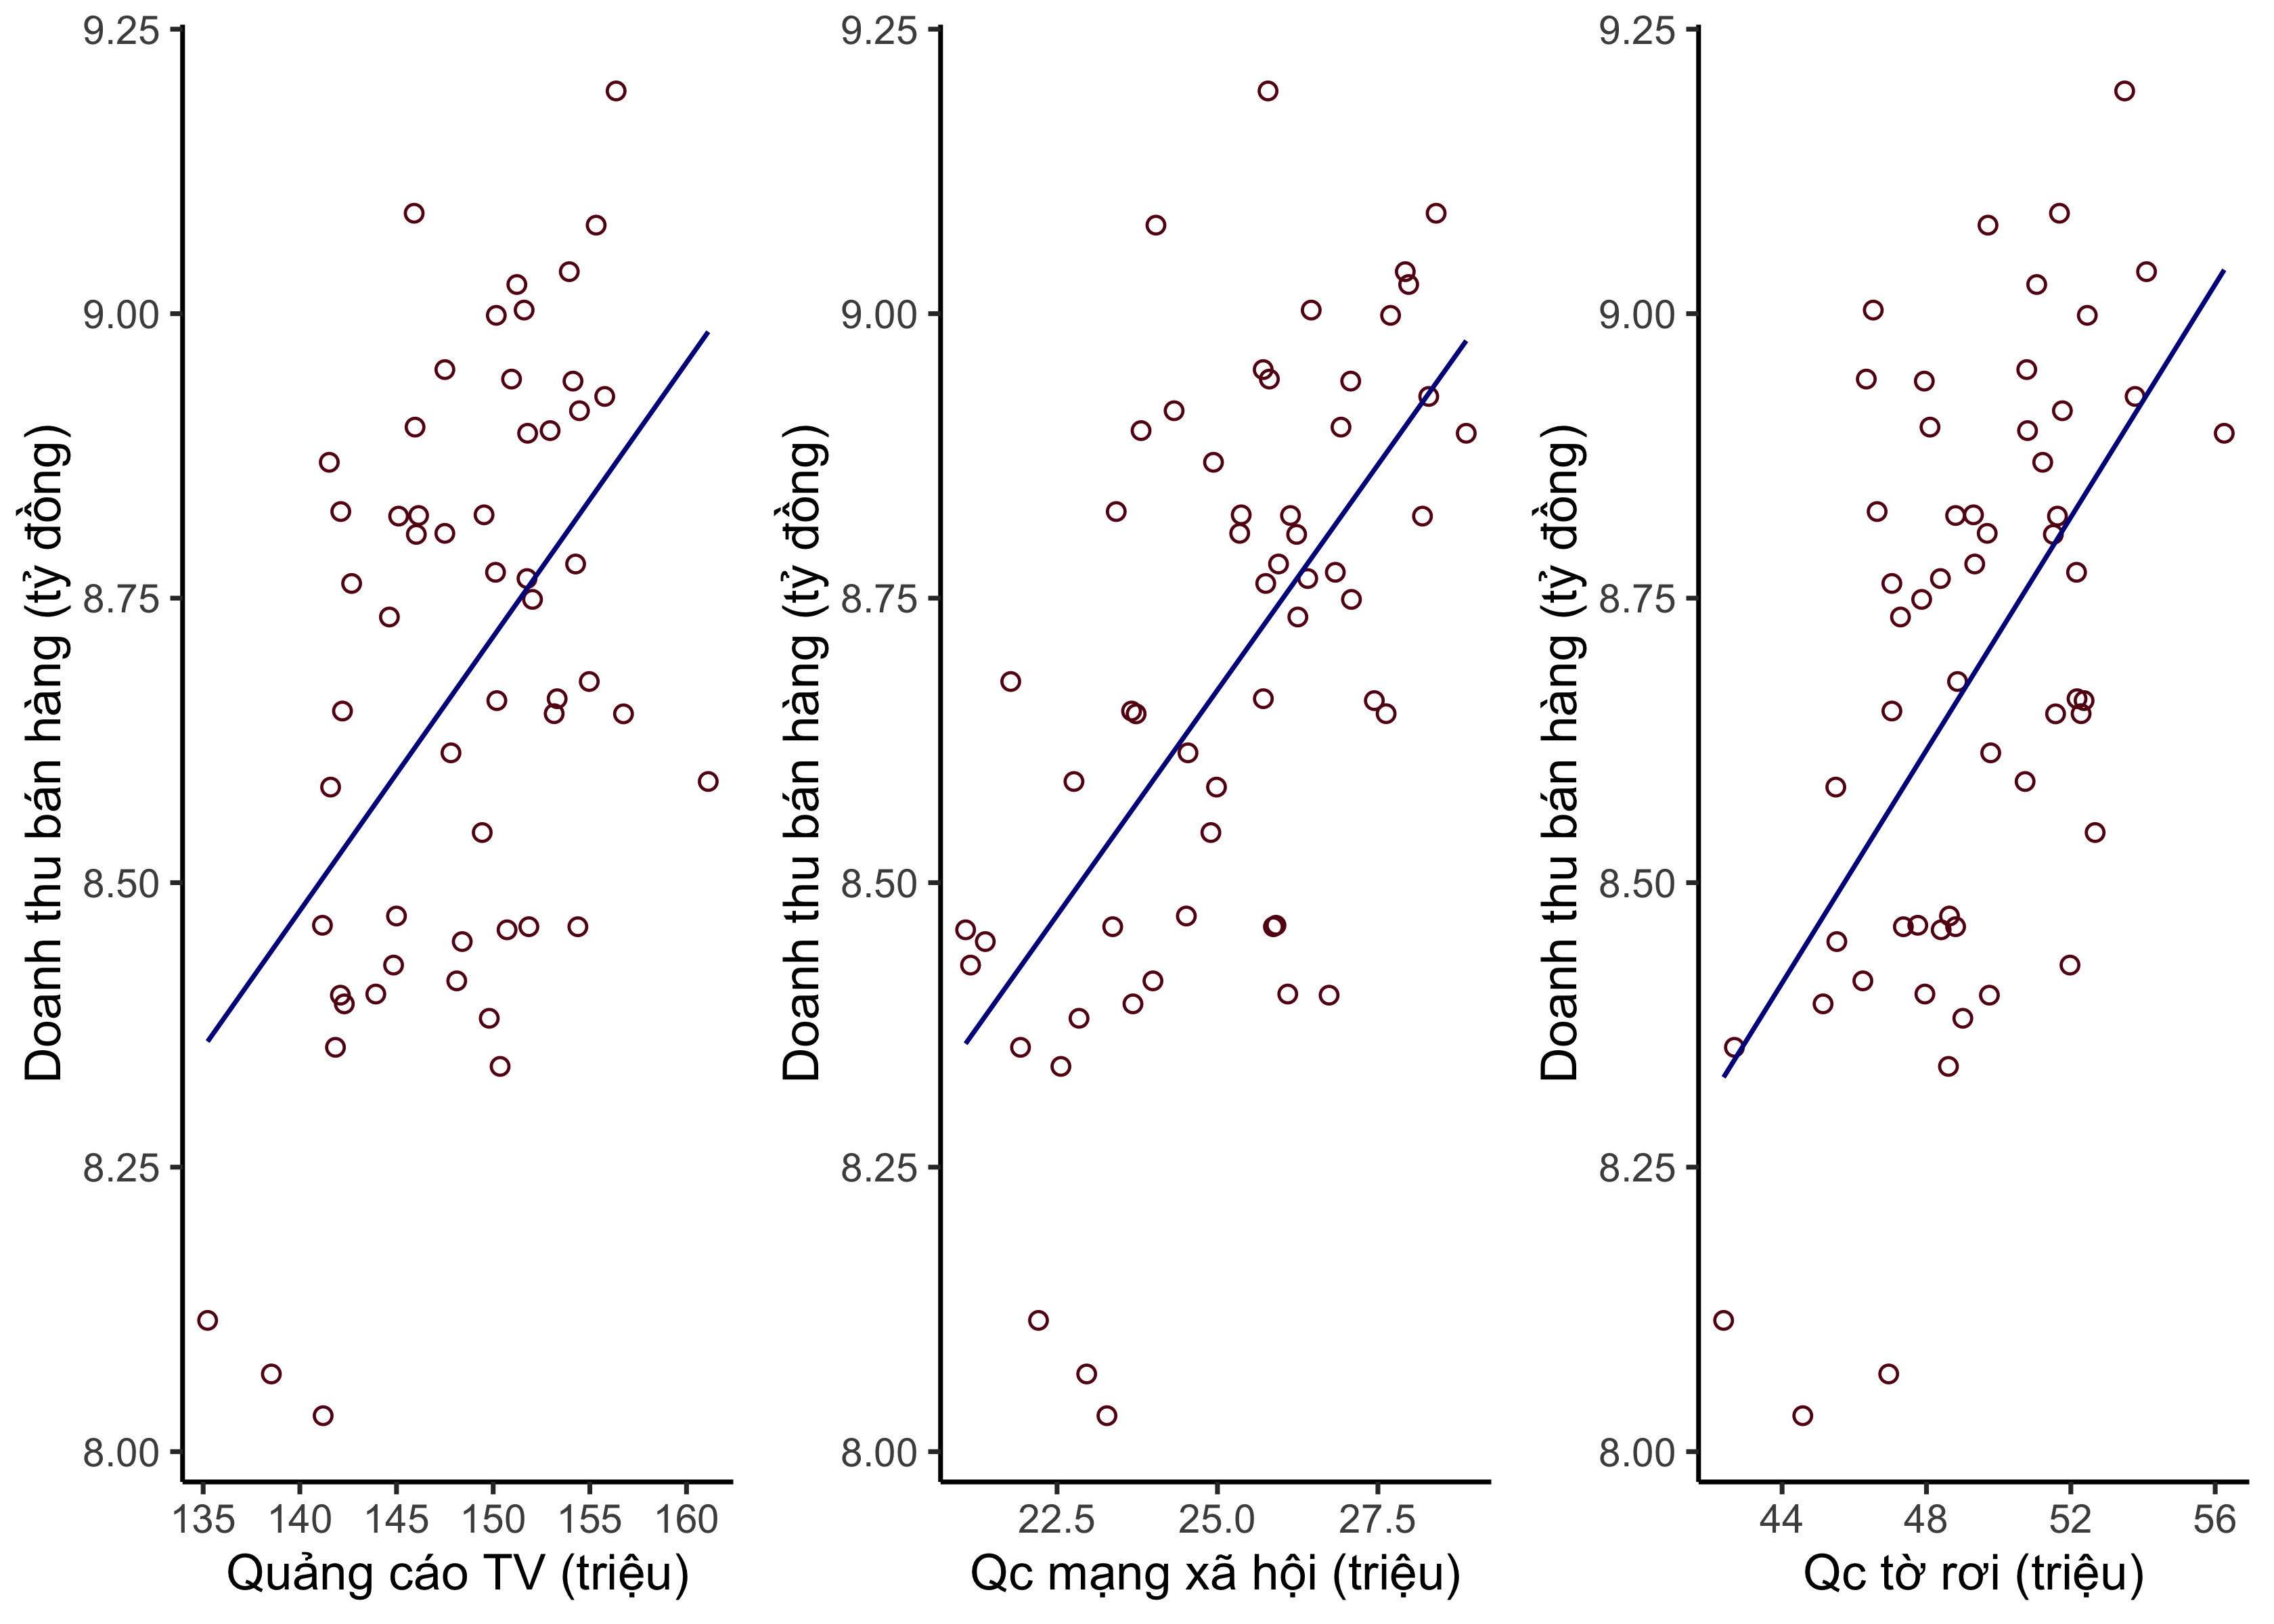 Doanh thu bán hàng (tỷ đồng)
9.25
9.00
8.75
8.50
8.25
8.00
135 140 145 150 155 160
Quảng cáo TV (triệu)
Doanh thu bán hàng (tỷ đồng)
9.25
9.00
8.75
8.50
8.25
8.00
22.5 25.0 27.5
Qc mạng xã hội (triệu)
Doanh thu bán hàng (tỷ đồng)
9.25
9.00
8.75
8.50
8.25
8.00
44 48 52 56
Qc tờ rơi (triệu)